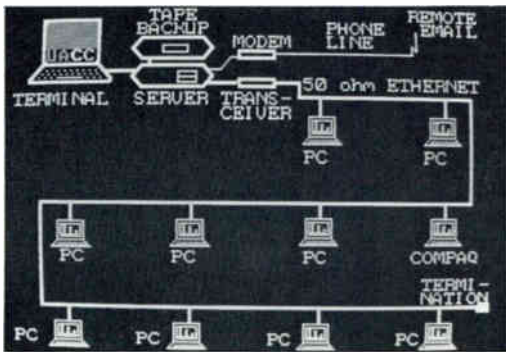 TAPE
BACKUP
MODEM
PHONE
LINE
REMOTE
EMAIL
UACC
TERMINAL
SERVER
TRANS-
CEIVER
50 ohm ETHERNET
PC
PC
PC
PC
PC
COMPAQ
TERMI-
NATION
PC
PC
PC
PC